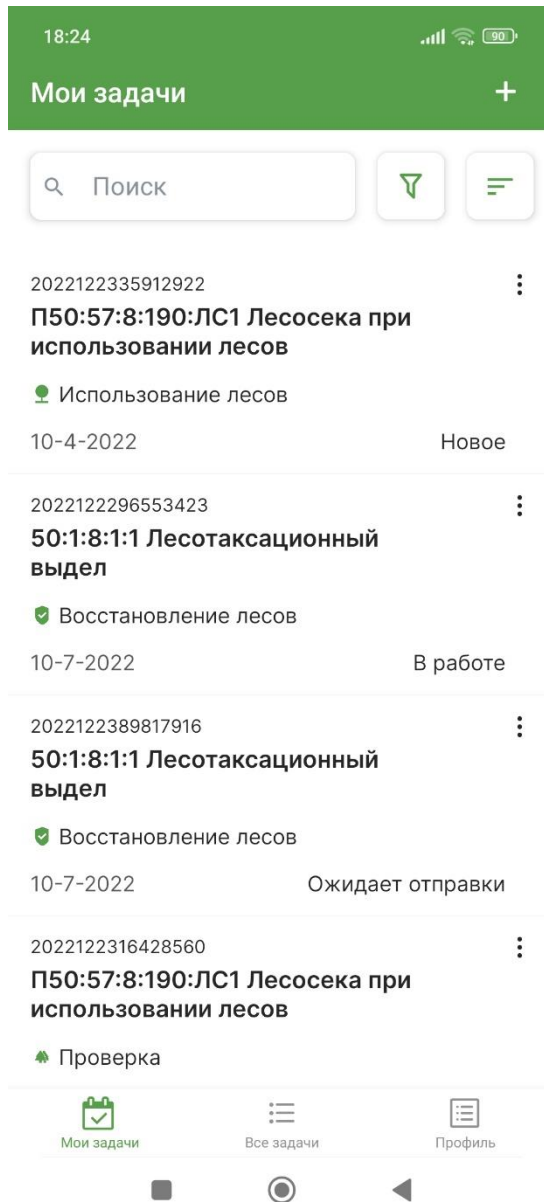 18:24
90
Мои задачи
Поиск
2022122335912922
П50:57:8:190:ЛС1 Лесосека при
использовании лесов
Использование лесов
10-4-2022 Новое
2022122296553423
50:1:8:1:1 Лесотаксационный
выдел
Восстановление лесов
10-7-2022 В работе
2022122389817916
50:1:8:1:1 Лесотаксационный
выдел
Восстановление лесов
10-7-2022 Ожидает отправки
2022122316428560
П50:57:8:190:ЛС1 Лесосека при
использовании лесов
Проверка
Мои задачи Все задачи Профиль